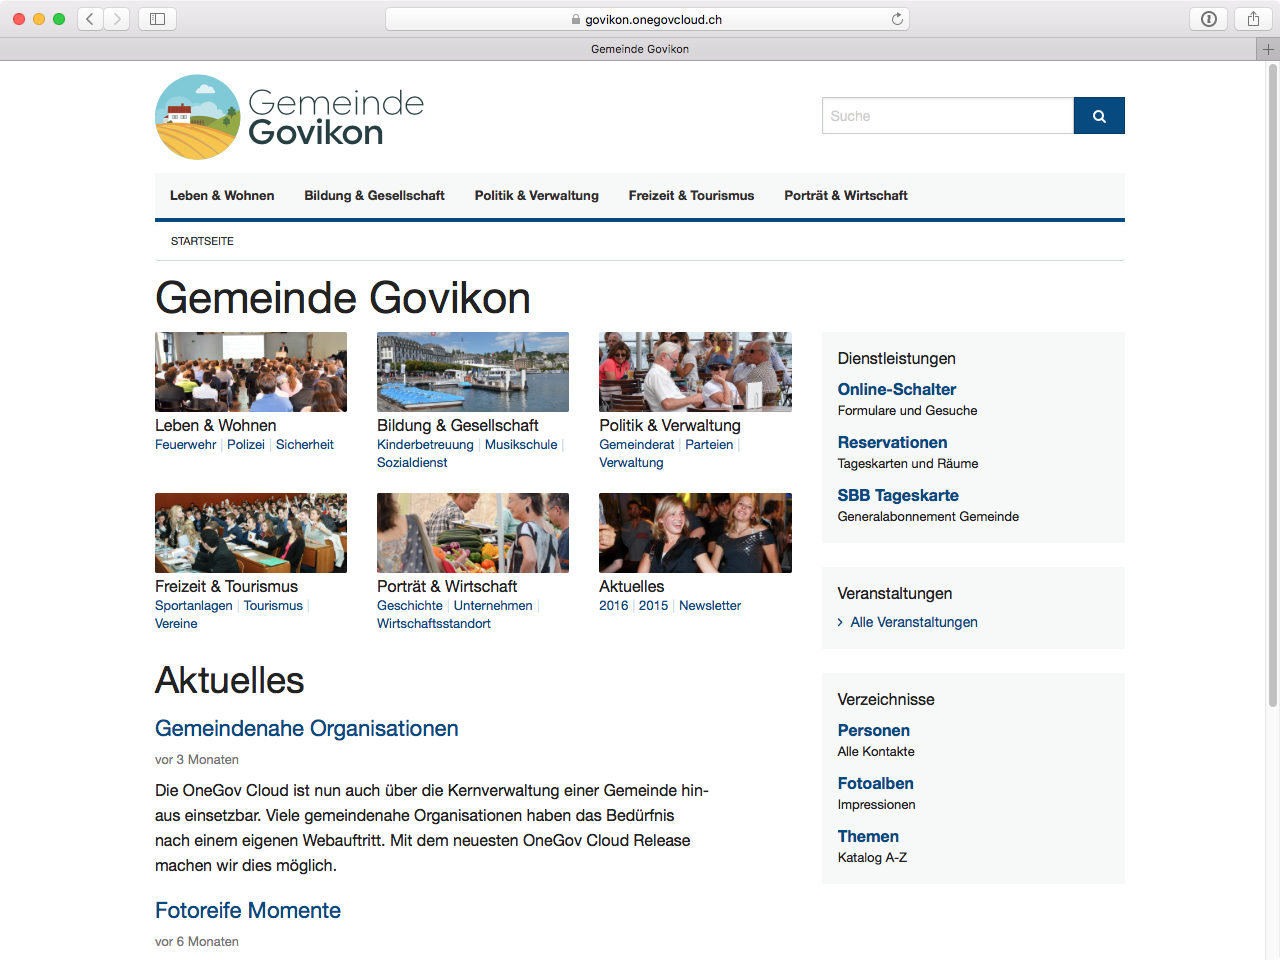 govikon.onegovcloud.ch
Gemeinde Govikon
Gemeinde
Govikon
Suche
Leben & Wohnen
Bildung & Gesellschaft
Politik & Verwaltung
Freizeit & Tourismus
Porträt & Wirtschaft
STARTSEITE
Gemeinde Govikon
Leben & Wohnen
Feuerwehr | Polizei | Sicherheit
Bildung & Gesellschaft
Kinderbetreuung | Musikschule |
Sozialdienst
Politik & Verwaltung
Gemeinderat | Parteien |
Verwaltung
Freizeit & Tourismus
Sportanlagen | Tourismus |
Vereine
Porträt & Wirtschaft
Geschichte | Unternehmen |
Wirtschaftsstandort
Aktuelles
2016 | 2015 | Newsletter
Aktuelles
Gemeindenahe Organisationen
vor 3 Monaten
Die OneGov Cloud ist nun auch über die Kernverwaltung einer Gemeinde hin-
aus einsetzbar. Viele gemeindenahe Organisationen haben das Bedürfnis
nach einem eigenen Webauftritt. Mit dem neuesten OneGov Cloud Release
machen wir dies möglich.
Fotoreife Momente
vor 6 Monaten
Dienstleistungen
Online-Schalter
Formulare und Gesuche
Reservationen
Tageskarten und Räume
SBB Tageskarte
Generalabonnement Gemeinde
Veranstaltungen
Alle Veranstaltungen
Verzeichnisse
Personen
Alle Kontakte
Fotoalben
Impressionen
Themen
Katalog A-Z